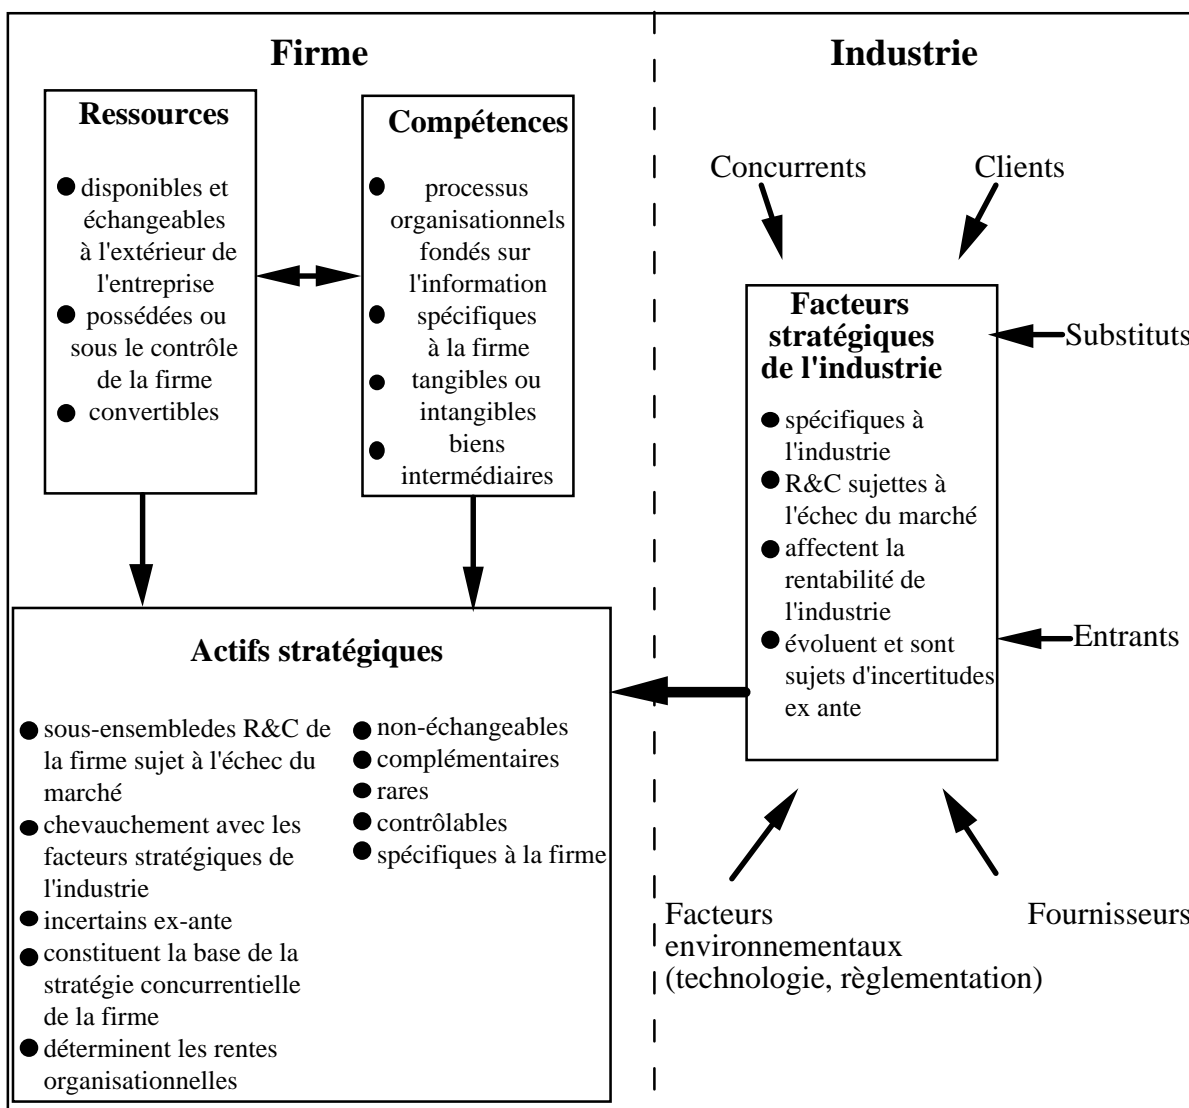 Firme
Ressources
disponibles et
échangeables
à l'extérieur de
l'entreprise
possédées ou
sous le contrôle
de la firme
convertibles
Compétences
processus
organisationnels
fondés sur
l'information
spécifiques
à la firme
tangibles ou
intangibles
biens
intermédiaires
Actifs stratégiques
sous-ensembledes R&C de
la firme sujet à l'échec du
marché
chevauchement avec les
facteurs stratégiques de
l'industrie
incertains ex-ante
constituent la base de la
stratégie concurrentielle
de la firme
déterminent les rentes
organisationnelles
non-échangeables
complémentaires
rares
contrôlables
spécifiques à la firme
Industrie
Concurrents
Clients
Facteurs
stratégiques
de l'industrie
spécifiques à
l'industrie
R&C sujettes à
l'échec du marché
affectent la
rentabilité de
l'industrie
évoluent et sont
sujets d'incertitudes
ex ante
Substituts
Entrants
Facteurs
environnementaux
(technologie, règlementation)
Fournisseurs